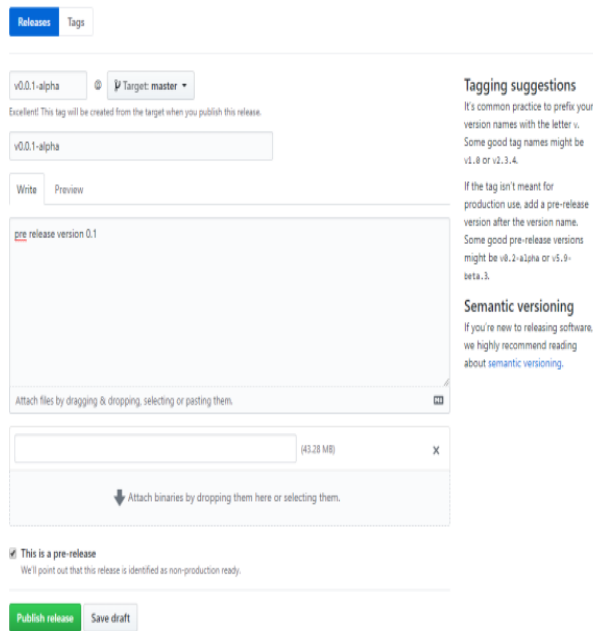 Releases Tags
v0.0.1-alpha @ Target: master
Excellent! This tag will be created from the target when you publish this release.
v0.0.1-alpha
Write Preview
pre release version 0.1
Attach files by dragging & dropping, selecting or pasting them.
(43.28 MB) x
Attach binaries by dropping them here or selecting them.
This is a pre-release
We'll point out that this release is identified as non-production ready.
Publish release Save draft
Tagging suggestions
It's common practice to prefix your
version names with the letter v.
Some good tag names might be
v1.0 or v2.3.4.
If the tag isn't meant for
production use, add a pre-release
version after the version name.
Some good pre-release versions
might be v0.2-alpha or v5.9-
beta.3.
Semantic versioning
If you're new to releasing software,
we highly recommend reading
about semantic versioning.